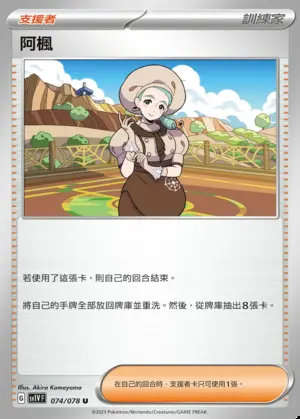 支援者
訓練家
阿楓
若使用了這張卡，則自己的回合結束。
將自己的手牌全部放回牌庫並重洗。然後，從牌庫抽出8張卡。
Illus. Akira Komayama
G SV1V F 074/078 U
在自己的回合時，支援者卡只可使用1張。
©2023 Pokémon/Nintendo/Creatures/GAME FREAK